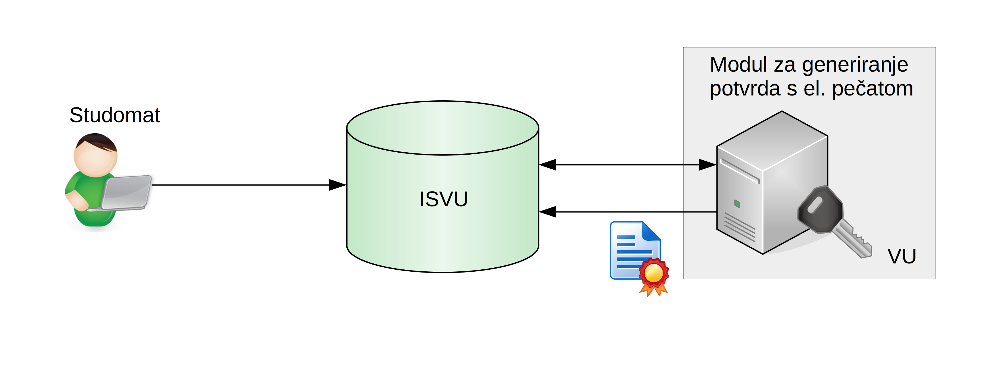 Studomat
ISVU
Modul za generiranje
potvrda s el. pečatom
VU